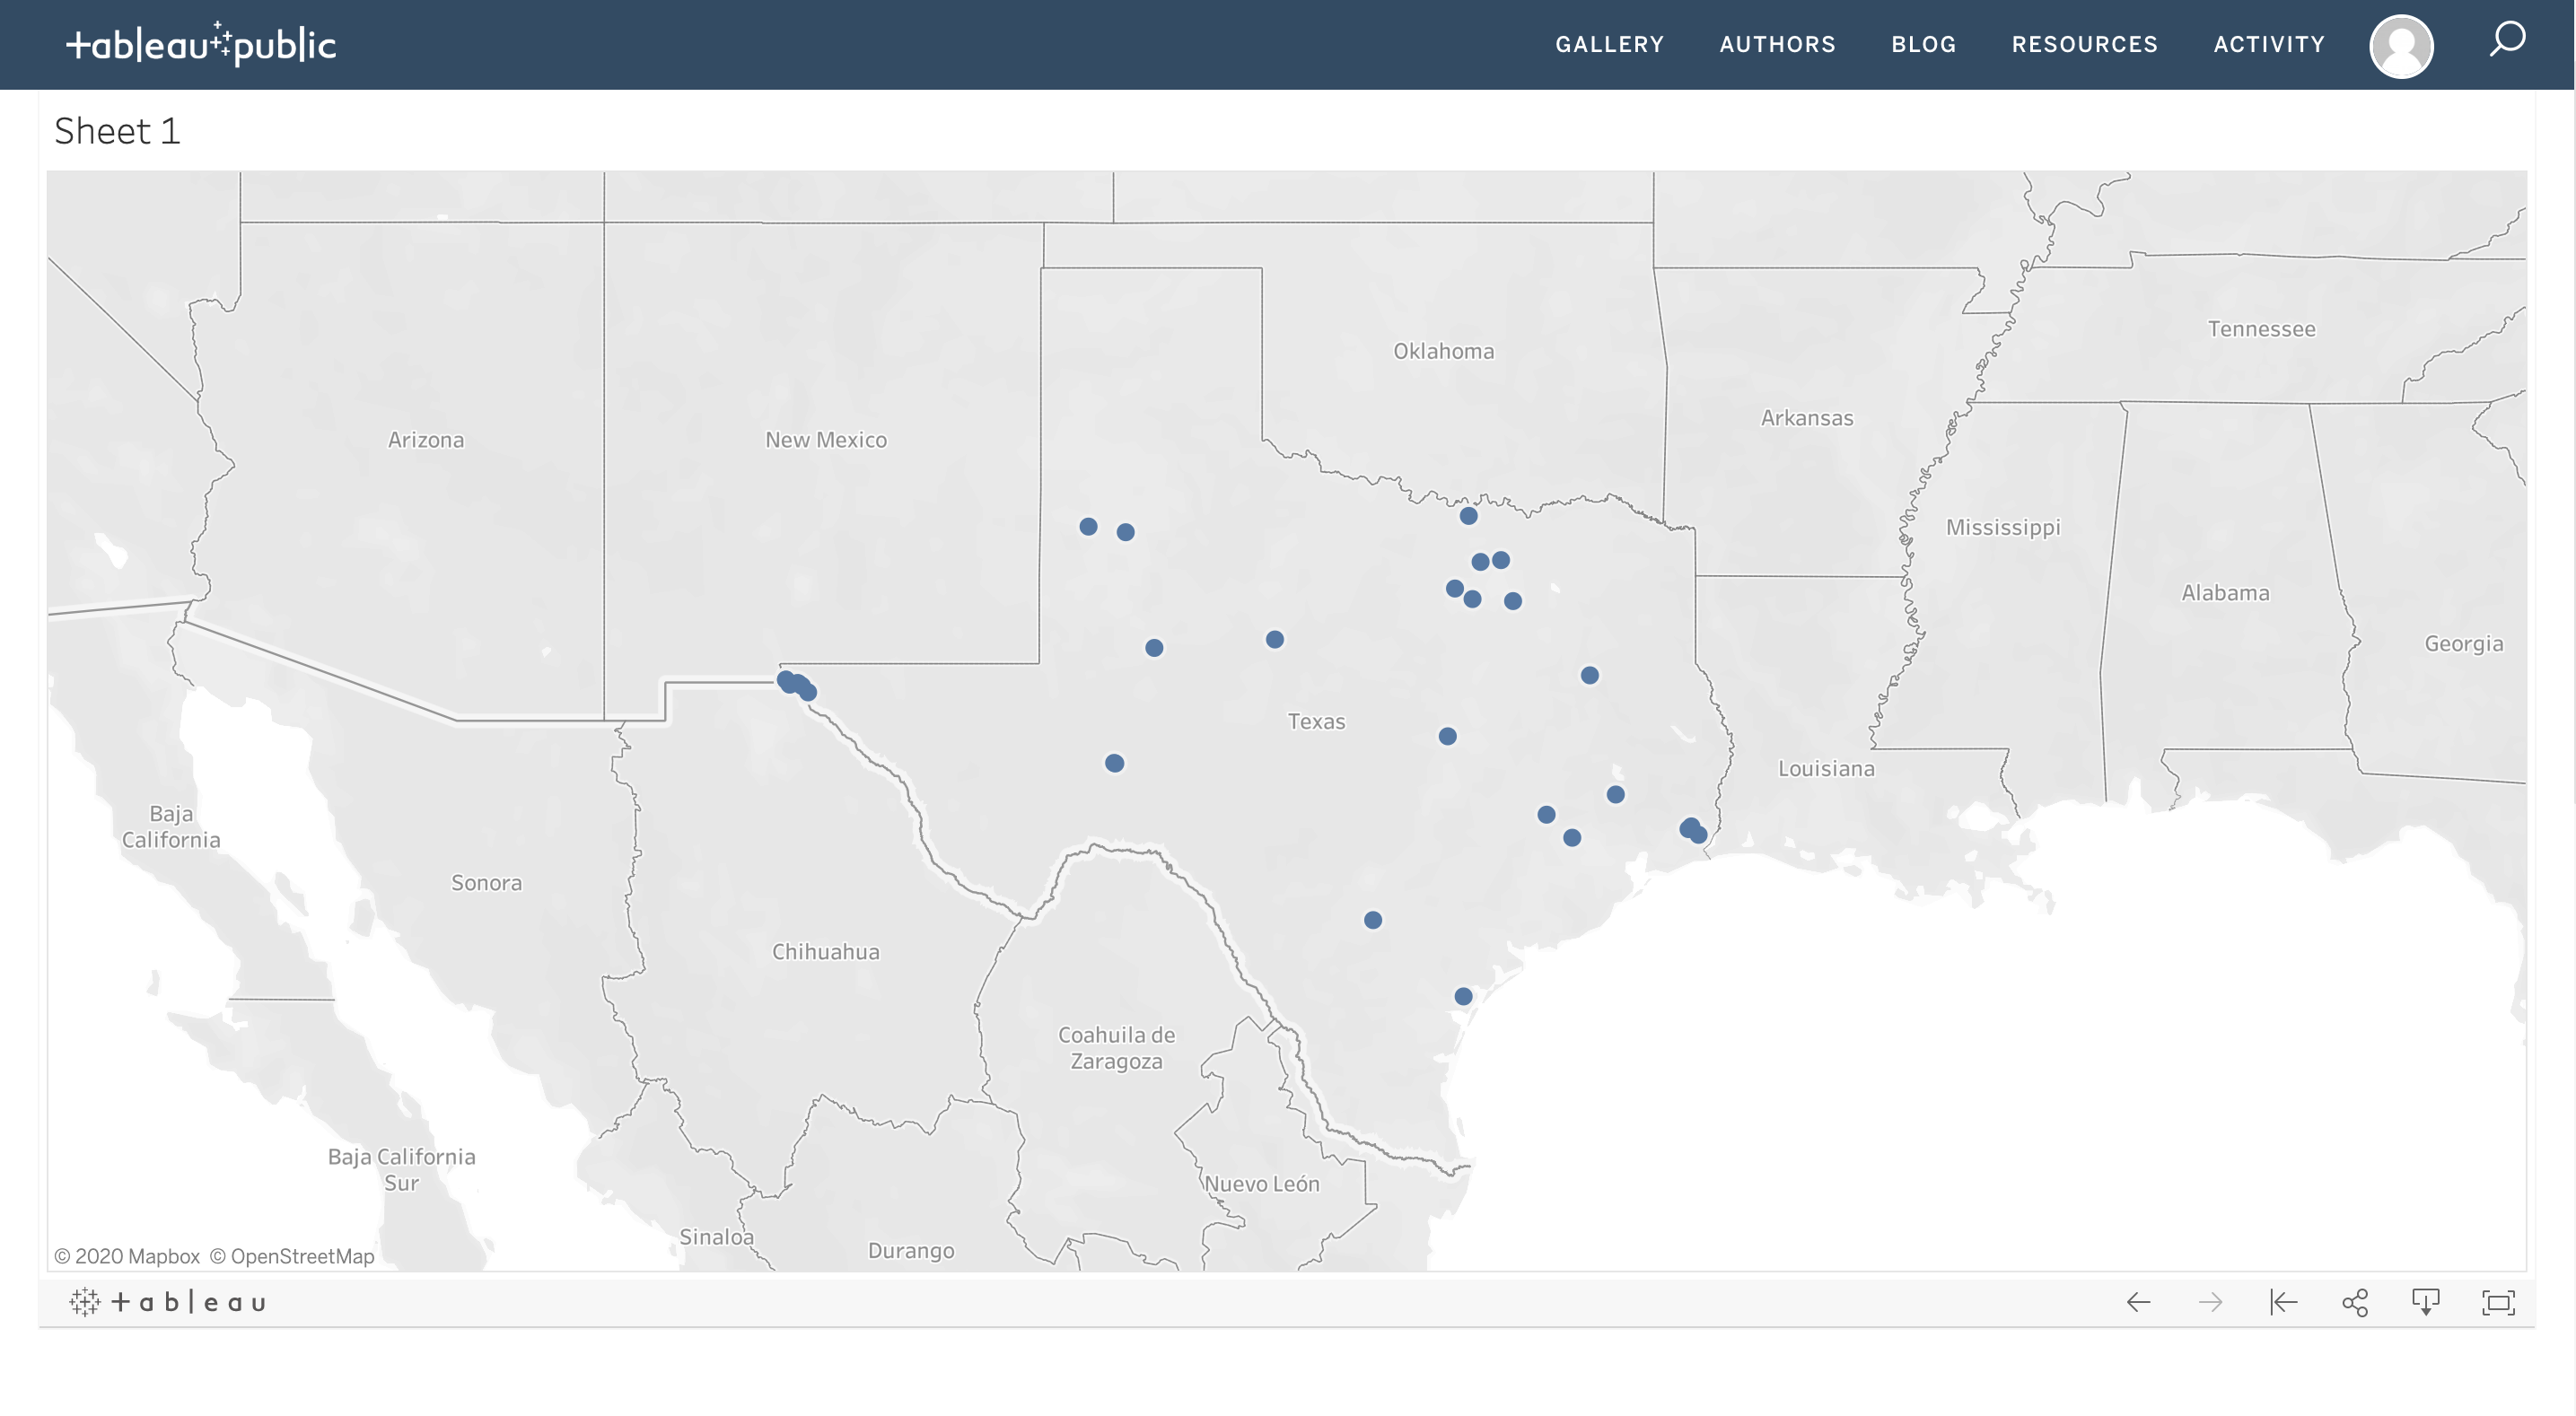 tableau public
GALLERY AUTHORS BLOG RESOURCES ACTIVITY
Sheet 1
Tennessee
Oklahoma
Arkansas
Arizona
New Mexico
Mississippi
Alabama
Georgia
Texas
Louisiana
Baja
California
Sonora
Chihuahua
Coahuila de
Zaragoza
Baja California
Sur
Nuevo León
Sinaloa
Durango
© 2020 Mapbox © OpenStreetMap
+ableau